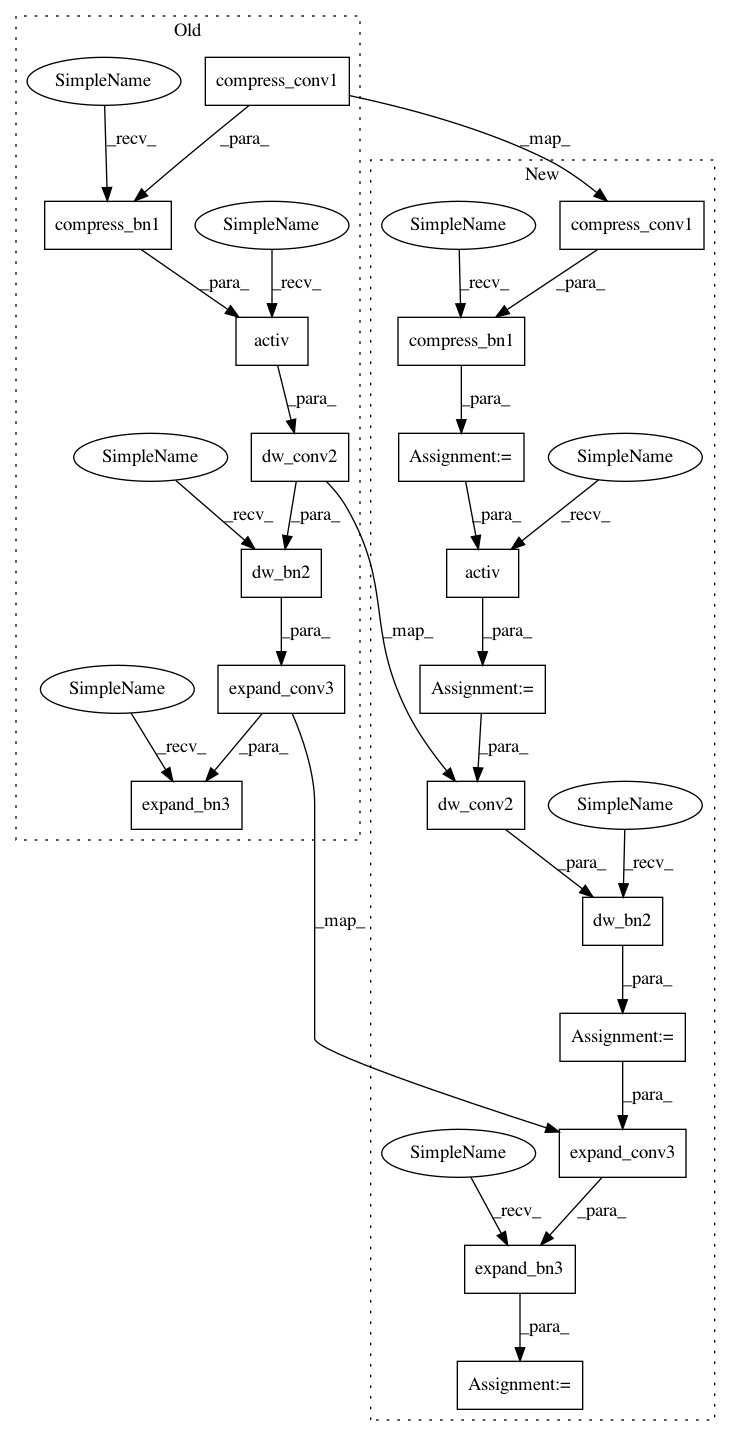 Old
SimpleName
compress_conv1
_recv_
_para_
_map_
New
compress_bn1
SimpleName
SimpleName
compress_conv1
_para_
_recv_
_recv_
_para_
activ
compress_bn1
_para_
_para_
SimpleName
dw_conv2
Assignment:=
SimpleName
_recv_
_para_
_para_
_recv_
dw_bn2
activ
_para_
_map_
_para_
SimpleName
expand_conv3
Assignment:=
_recv_
_para_
_para_
expand_bn3
dw_conv2
SimpleName
_para_
_recv_
_map_
dw_bn2
_para_
Assignment:=
_para_
SimpleName
expand_conv3
_recv_
_para_
expand_bn3
_para_
Assignment:=